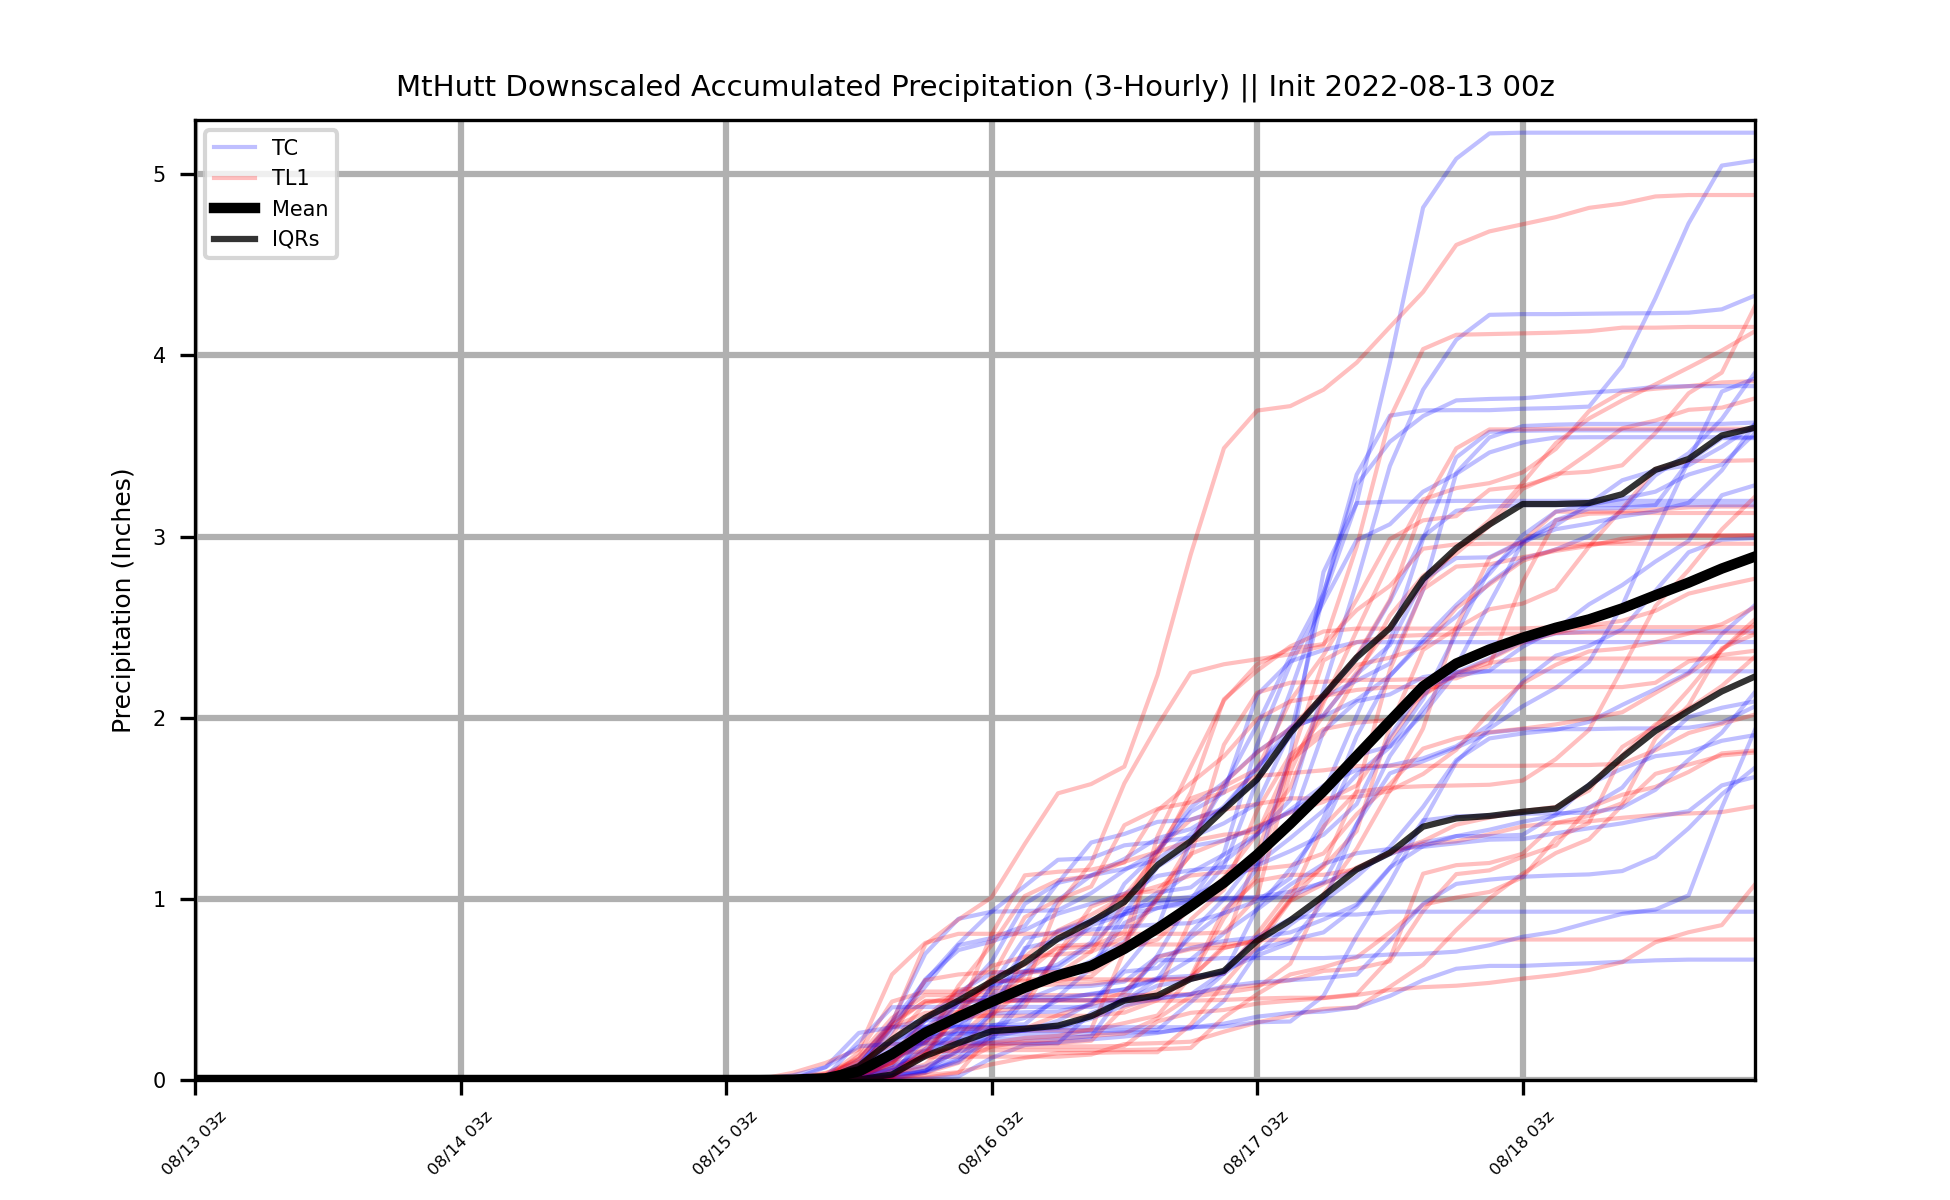 MtHutt Downscaled Accumulated Precipitation (3-Hourly) || Init 2022-08-13 00z
TC
TL1
Mean
IQRs
Precipitation (Inches)
5
4
3
2
1
0
08/13 03z
08/14 03z
08/15 03z
08/16 03z
08/17 03z
08/18 03z